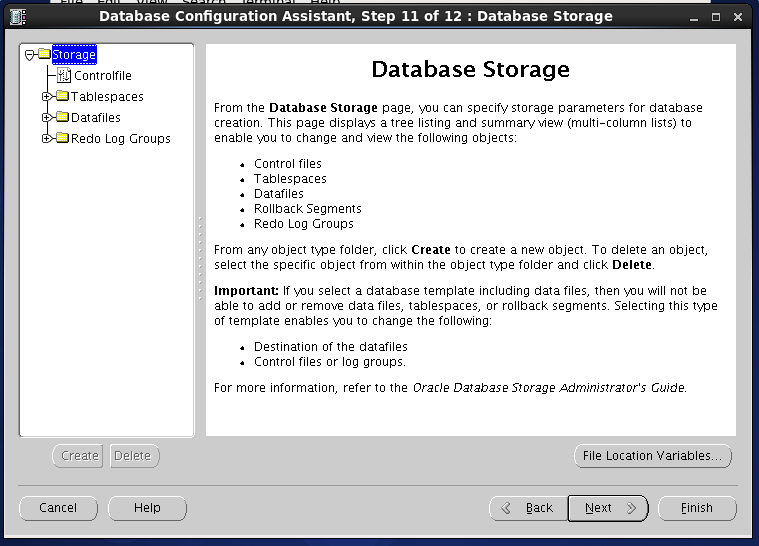 File Edit View Search Terminal Help
Database Configuration Assistant, Step 11 of 12 : Database Storage
Storage
Controlfile
Tablespaces
Datafiles
Redo Log Groups
Database Storage
From the Database Storage page, you can specify storage parameters for database
creation. This page displays a tree listing and summary view (multi-column lists) to
enable you to change and view the following objects:
• Control files
• Tablespaces
• Datafiles
• Rollback Segments
• Redo Log Groups
From any object type folder, click Create to create a new object. To delete an object,
select the specific object from within the object type folder and click Delete.
Important: If you select a database template including data files, then you will not be
able to add or remove data files, tablespaces, or rollback segments. Selecting this type
of template enables you to change the following:
• Destination of the datafiles
• Control files or log groups.
For more information, refer to the Oracle Database Storage Administrator's Guide.
Create Delete
File Location Variables...
Cancel Help Back Next Finish